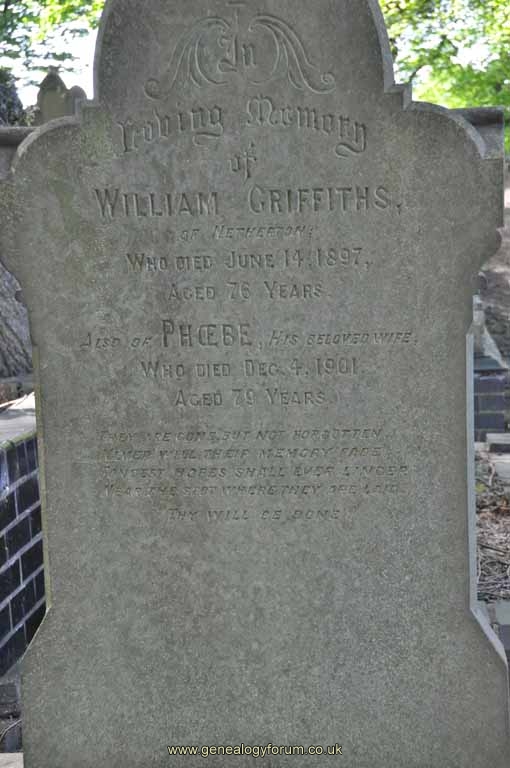 In
Loving Memory
of
WILLIAM GRIFFITHS,
OF NETHERTON;
WHO DIED JUNE 14, 1897,
AGED 76 YEARS.
ALSO OF PHŒBE, HIS BELOVED WIFE,
WHO DIED DEC. 4, 1901.
AGED 79 YEARS.
THEY ARE GONE, BUT NOT FORGOTTEN,
NEVER WILL THEIR MEMORY FADE
HOPES SHALL EVER LINGER
NEAR THE SPOT WHERE THEY ARE LAID.
THY WILL BE DONE.
www.genealogyforum.co.uk